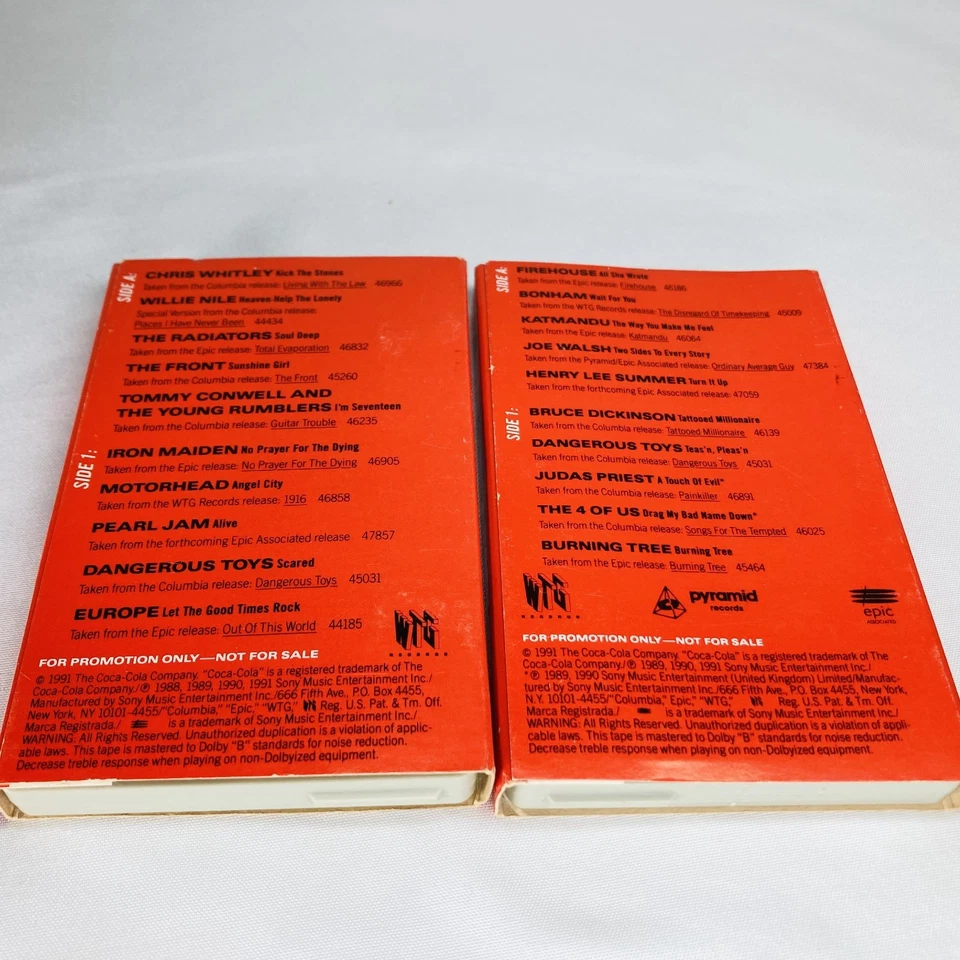 SIDE A:
CHRIS WHITLEY Kick The Stones
Taken from the Columbia release: Living With The Law 46966
WILLIE NILE Heaven Help The Lonely
Special Version from the Columbia release:
Places I Have Never Been 44434
THE RADIATORS Soul Deep
Taken from the Epic release: Total Evaporation 46832
THE FRONT Sunshine Girl
Taken from the Columbia release: The Front 45260
TOMMY CONWELL AND
THE YOUNG RUMBLERS I'm Seventeen
Taken from the Columbia release: Guitar Trouble 46235
SIDE 1:
IRON MAIDEN No Prayer For The Dying
Taken from the Epic release: No Prayer For The Dying 46905
MOTORHEAD Angel City
Taken from the WTG Records release: 1916 46858
PEARL JAM Alive
Taken from the forthcoming Epic Associated release 47857
DANGEROUS TOYS Scared
Taken from the Columbia release: Dangerous Toys 45031
EUROPE Let The Good Times Rock
Taken from the Epic release: Out Of This World 44185
WTG
RECORDS
FOR PROMOTION ONLY—NOT FOR SALE
© 1991 The Coca-Cola Company. "Coca-Cola" is a registered trademark of The
Coca-Cola Company./℗ 1988, 1989, 1990, 1991 Sony Music Entertainment Inc./
Manufactured by Sony Music Entertainment Inc./666 Fifth Ave., P.O. Box 4455,
New York, NY 10101-4455/"Columbia," "Epic," "WTG," Reg. U.S. Pat. & Tm. Off.
Marca Registrada./ is a trademark of Sony Music Entertainment Inc./
WARNING: All Rights Reserved. Unauthorized duplication is a violation of applic-
able laws. This tape is mastered to Dolby "B" standards for noise reduction.
Decrease treble response when playing on non-Dolbyized equipment.
SIDE A:
FIREHOUSE All She Wrote
Taken from the Epic release: Firehouse 46186
BONHAM Wait For You
Taken from the WTG Records release: The Disregard Of Timekeeping 45009
KATMANDU The Way You Make Me Feel
Taken from the Epic release: Katmandu 46064
JOE WALSH Two Sides To Every Story
Taken from the Pyramid/Epic Associated release: Ordinary Average Guy 47384
HENRY LEE SUMMER Turn It Up
Taken from the forthcoming Epic Associated release: 47059
SIDE 1:
BRUCE DICKINSON Tattooed Millionaire
Taken from the Columbia release: Tattooed Millionaire 46139
DANGEROUS TOYS Teas'n, Pleas'n
Taken from the Columbia release: Dangerous Toys 45031
JUDAS PRIEST A Touch Of Evil*
Taken from the Columbia release: Painkiller 46891
THE 4 OF US Drag My Bad Name Down*
Taken from the Columbia release: Songs For The Tempted 46025
BURNING TREE Burning Tree
Taken from the Epic release: Burning Tree 45464
WTG
RECORDS
pyramid
records
epic
ASSOCIATED
FOR PROMOTION ONLY—NOT FOR SALE
© 1991 The Coca-Cola Company. "Coca-Cola" is a registered trademark of The
Coca-Cola Company./℗ 1989, 1990, 1991 Sony Music Entertainment Inc./
*℗ 1989, 1990 Sony Music Entertainment (United Kingdom) Limited/Manufac-
tured by Sony Music Entertainment Inc./666 Fifth Ave., P.O. Box 4455, New York,
N.Y. 10101-4455/"Columbia," Epic," "WTG," Reg. U.S. Pat. & Tm. Off.
Marca Registrada./ is a trademark of Sony Music Entertainment Inc./
WARNING: All Rights Reserved. Unauthorized duplication is a violation of appli-
cable laws. This tape is mastered to Dolby "B" standards for noise reduction.
Decrease treble response when playing on non-Dolbyized equipment.